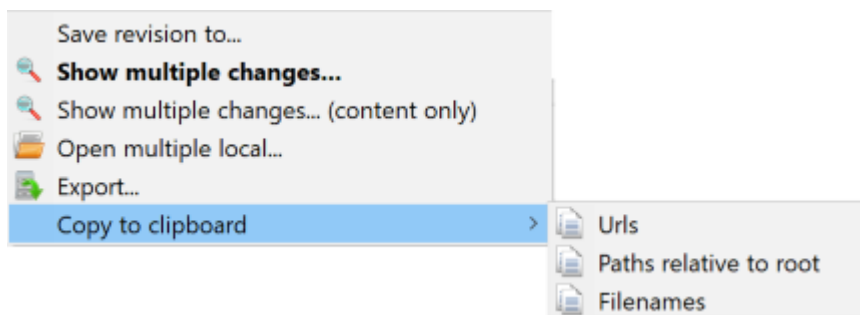 Save revision to...
Show multiple changes...
Show multiple changes... (content only)
Open multiple local...
Export...
Copy to clipboard
Urls
Paths relative to root
Filenames